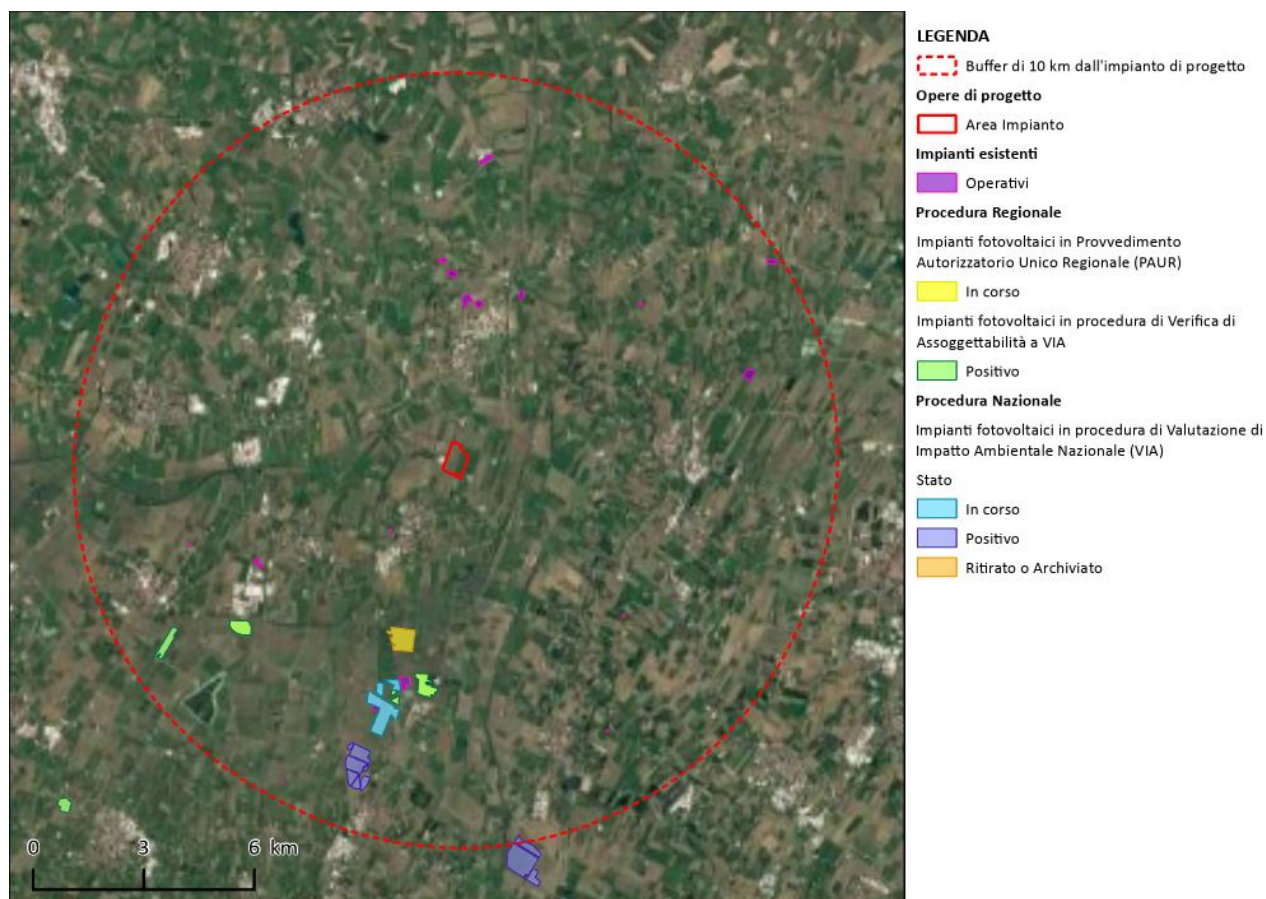 LEGENDA
Buffer di 10 km dall'impianto di progetto
Opere di progetto
Area Impianto
Impianti esistenti
Operativi
Procedura Regionale
Impianti fotovoltaici in Provvedimento
Autorizzatorio Unico Regionale (PAUR)
In corso
Impianti fotovoltaici in procedura di Verifica di
Assoggettabilità a VIA
Positivo
Procedura Nazionale
Impianti fotovoltaici in procedura di Valutazione di
Impatto Ambientale Nazionale (VIA)
Stato
In corso
Positivo
Ritirato o Archiviato
0 3 6 km